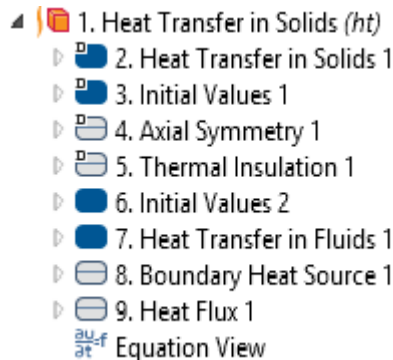 1. Heat Transfer in Solids (ht)
D 2. Heat Transfer in Solids 1
D 3. Initial Values 1
D 4. Axial Symmetry 1
D 5. Thermal Insulation 1
6. Initial Values 2
7. Heat Transfer in Fluids 1
8. Boundary Heat Source 1
9. Heat Flux 1
∂u/∂t=f Equation View